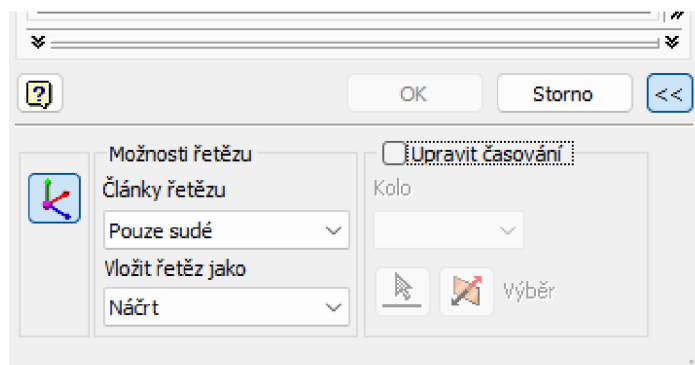 OK
Storno
<<
Možnosti řetězu
Upravit časování
Články řetězu
Kolo
Pouze sudé
Vložit řetěz jako
Výběr
Náčrt